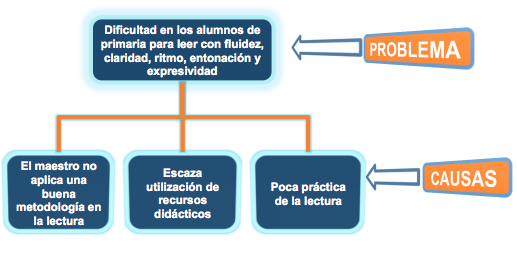 Dificultad en los alumnos de
primaria para leer con fluidez,
claridad, ritmo, entonación y
expresividad
PROBLEMA
El maestro no
aplica una
buena
metodología en
la lectura
Escaza
utilización de
recursos
didácticos
Poca práctica
de la lectura
CAUSAS